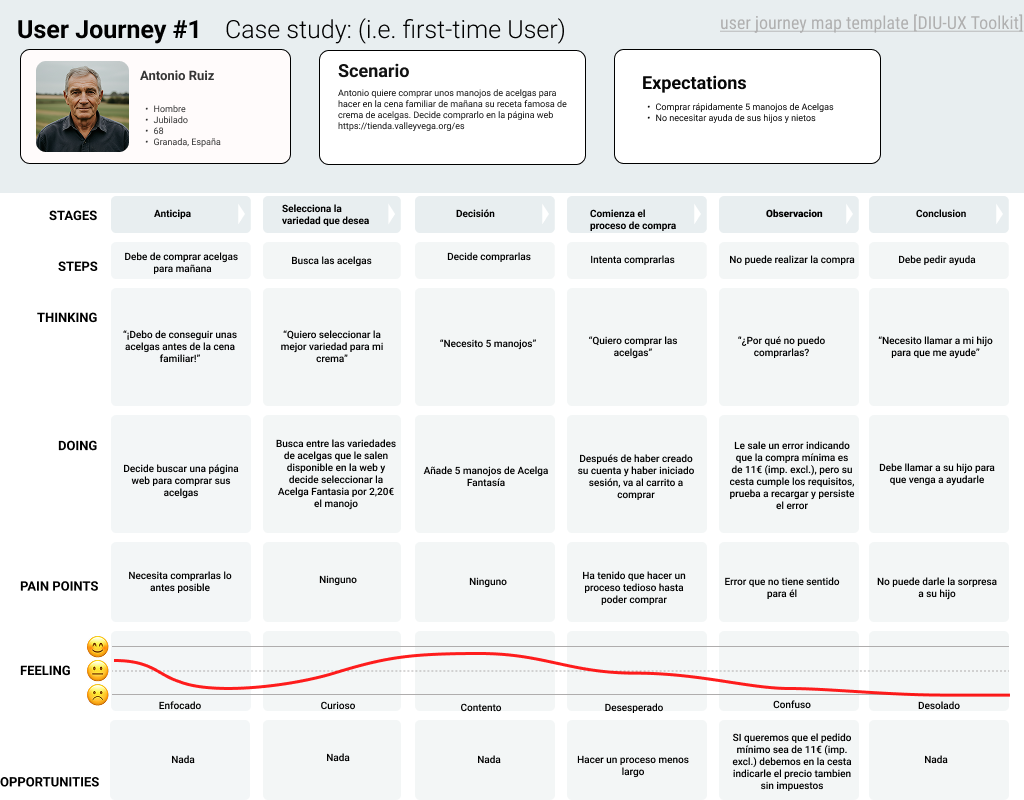 User Journey #1 Case study: (i.e. first-time User)
user journey map template [DIU-UX Toolkit]
Antonio Ruiz
• Hombre
• Jubilado
• 68
• Granada, España
Scenario
Antonio quiere comprar unos manojos de acelgas para
hacer en la cena familiar de mañana su receta famosa de
crema de acelgas. Decide comprarlo en la página web
https://tienda.valleyvega.org/es
Expectations
• Comprar rápidamente 5 manojos de Acelgas
• No necesitar ayuda de sus hijos y nietos
STAGES
Anticipa
Selecciona la
variedad que desea
Decisión
Comienza el
proceso de compra
Observacion
Conclusion
STEPS
Debe de comprar acelgas
para mañana
Busca las acelgas
Decide comprarlas
Intenta comprarlas
No puede realizar la compra
Debe pedir ayuda
THINKING
“¡Debo de conseguir unas
acelgas antes de la cena
familiar!”
“Quiero seleccionar la
mejor variedad para mi
crema”
“Necesito 5 manojos”
“Quiero comprar las
acelgas”
“¿Por qué no puedo
comprarlas?
“Necesito llamar a mi hijo
para que me ayude”
DOING
Decide buscar una página
web para comprar sus
acelgas
Busca entre las variedades
de acelgas que le salen
disponible en la web y
decide seleccionar la
Acelga Fantasia por 2,20€
el manojo
Añade 5 manojos de Acelga
Fantasía
Después de haber creado
su cuenta y haber iniciado
sesión, va al carrito a
comprar
Le sale un error indicando
que la compra mínima es
de 11€ (imp. excl.), pero su
cesta cumple los requisitos,
prueba a recargar y persiste
el error
Debe llamar a su hijo para
que venga a ayudarle
PAIN POINTS
Necesita comprarlas lo
antes posible
Ninguno
Ninguno
Ha tenido que hacer un
proceso tedioso hasta
poder comprar
Error que no tiene sentido
para él
No puede darle la sorpresa
a su hijo
FEELING
Enfocado
Curioso
Contento
Desesperado
Confuso
Desolado
OPPORTUNITIES
Nada
Nada
Nada
Hacer un proceso menos
largo
SI queremos que el pedido
mínimo sea de 11€ (imp.
excl.) debemos en la cesta
indicarle el precio tambien
sin impuestos
Nada